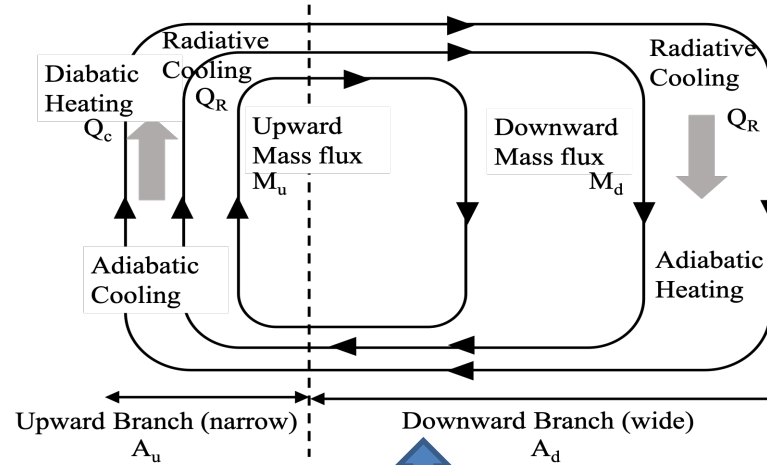 Radiative
Cooling
Q_R
Diabatic
Heating
Q_c
Upward
Mass flux
M_u
Downward
Mass flux
M_d
Radiative
Cooling
Q_R
Adiabatic
Cooling
Adiabatic
Heating
Upward Branch (narrow)
A_u
Downward Branch (wide)
A_d